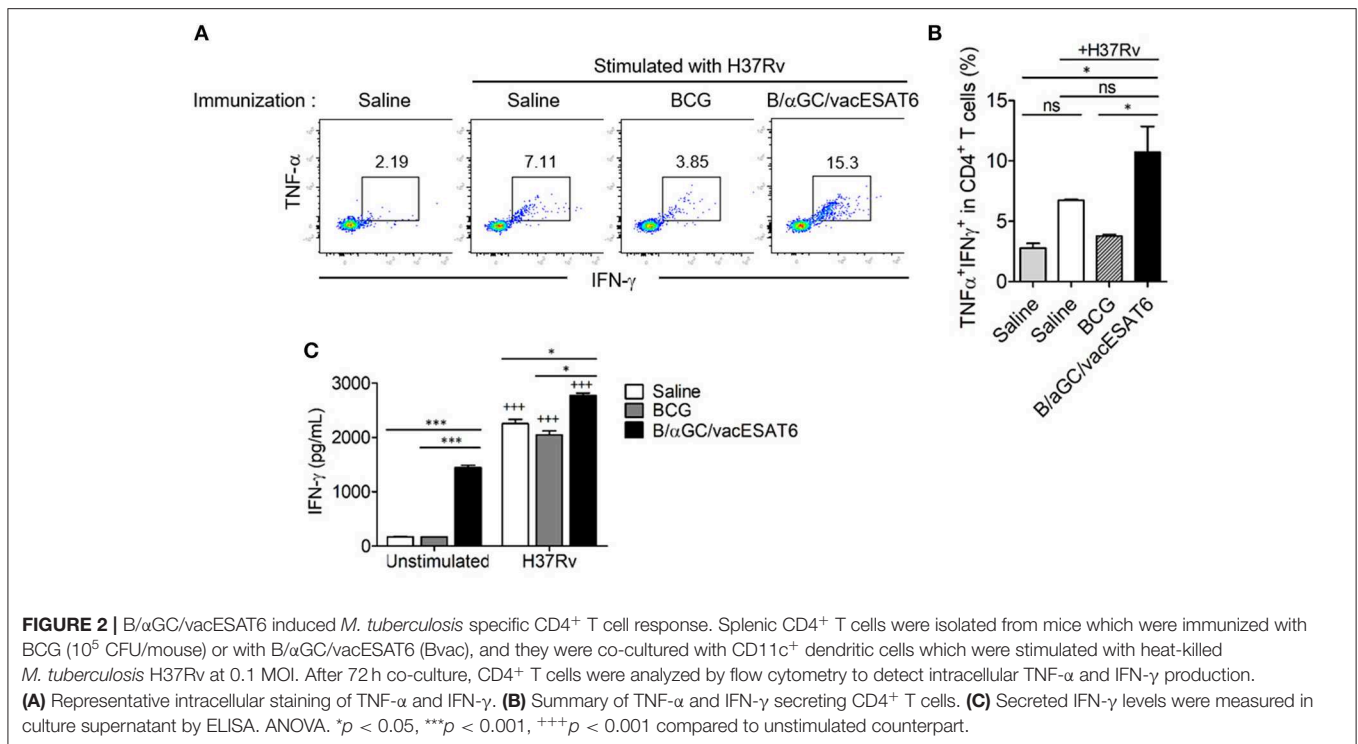 A
Stimulated with H37Rv
Immunization : Saline Saline BCG B/αGC/vacESAT6
TNF-α
2.19 7.11 3.85 15.3
IFN-γ
B
+H37Rv
*
ns
ns *
TNFα⁺IFNγ⁺ in CD4⁺ T cells (%)
15
10
5
0
Saline Saline BCG B/aGC/vacESAT6
C
IFN-γ (pg/mL)
3000
2000
1000
0
***
***
*
*
+++ +++ +++
Unstimulated H37Rv
Saline
BCG
B/αGC/vacESAT6
FIGURE 2 | B/αGC/vacESAT6 induced M. tuberculosis specific CD4⁺ T cell response. Splenic CD4⁺ T cells were isolated from mice which were immunized with
BCG (10⁵ CFU/mouse) or with B/αGC/vacESAT6 (Bvac), and they were co-cultured with CD11c⁺ dendritic cells which were stimulated with heat-killed
M. tuberculosis H37Rv at 0.1 MOI. After 72 h co-culture, CD4⁺ T cells were analyzed by flow cytometry to detect intracellular TNF-α and IFN-γ production.
(A) Representative intracellular staining of TNF-α and IFN-γ. (B) Summary of TNF-α and IFN-γ secreting CD4⁺ T cells. (C) Secreted IFN-γ levels were measured in
culture supernatant by ELISA. ANOVA. *p < 0.05, ***p < 0.001, ⁺⁺⁺p < 0.001 compared to unstimulated counterpart.